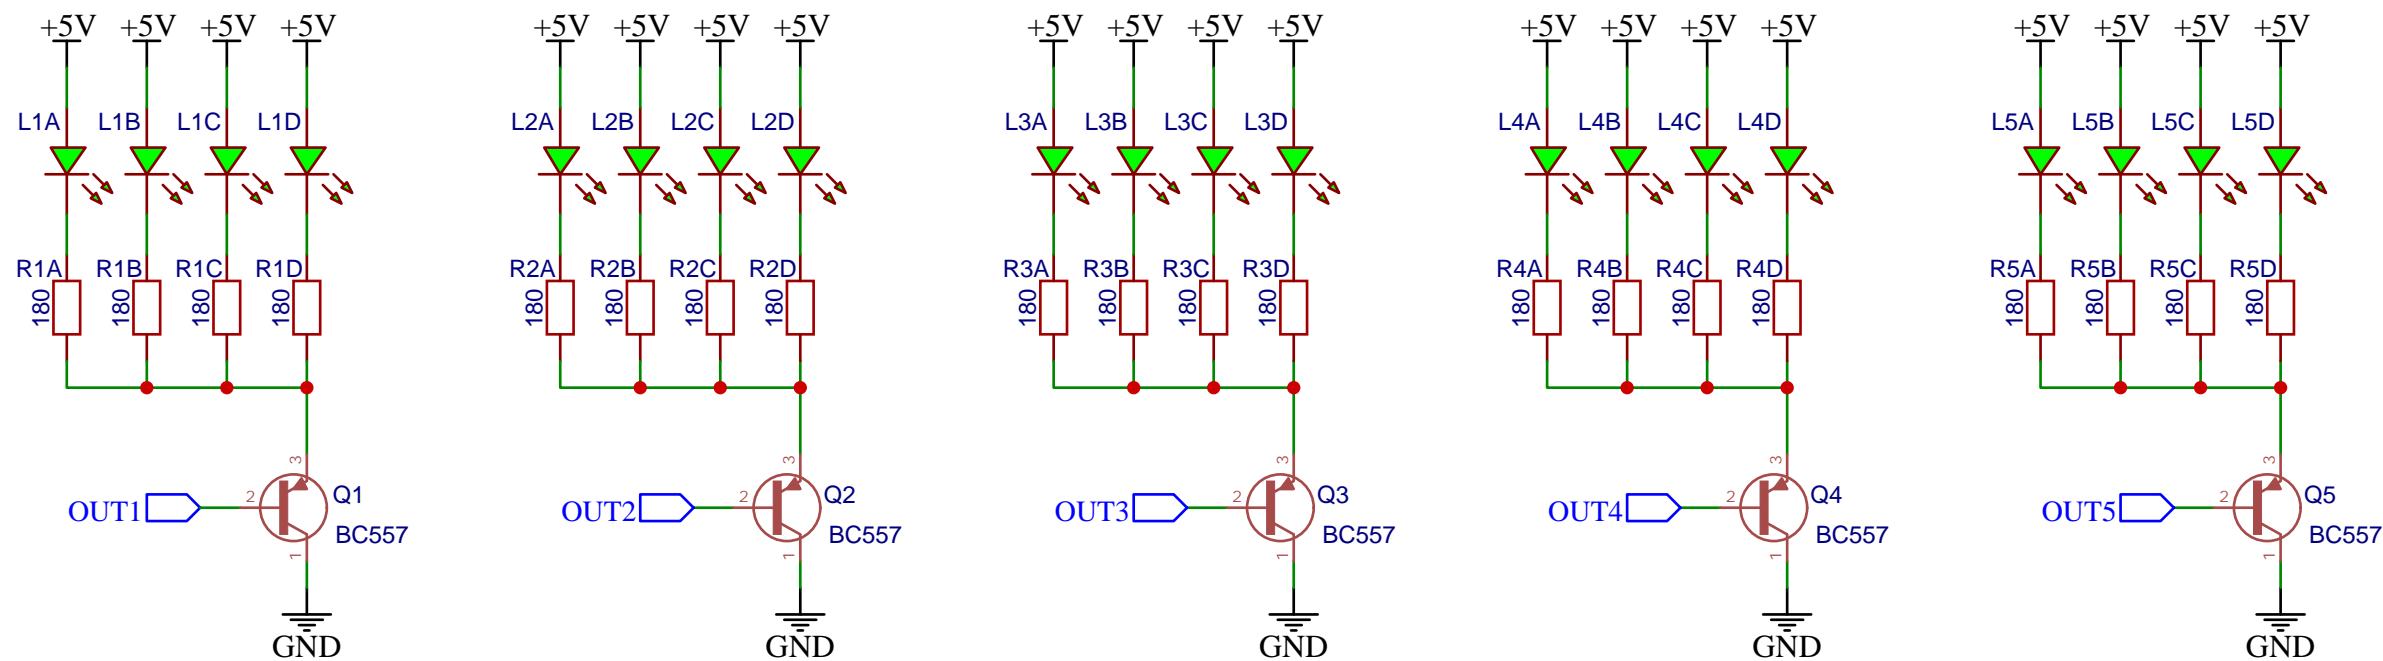 +5V +5V +5V +5V +5V +5V +5V +5V +5V +5V +5V +5V +5V +5V +5V +5V +5V +5V +5V +5V
L1A L1B L1C L1D L2A L2B L2C L2D L3A L3B L3C L3D L4A L4B L4C L4D L5A L5B L5C L5D
R1A R1B R1C R1D R2A R2B R2C R2D R3A R3B R3C R3D R4A R4B R4C R4D R5A R5B R5C R5D
180 180 180 180 180 180 180 180 180 180 180 180 180 180 180 180 180 180 180 180
3 3 3 3 3
2 Q1 2 Q2 2 Q3 2 Q4 2 Q5
OUT1 OUT2 OUT3 OUT4 OUT5
BC557 BC557 BC557 BC557 BC557
1 1 1 1 1
GND GND GND GND GND